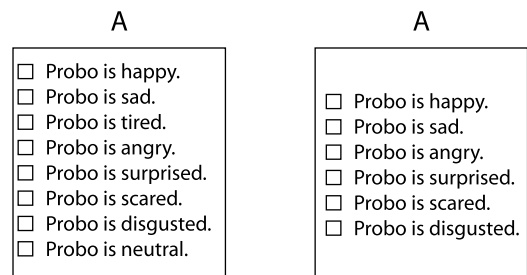 A
☐ Probo is happy.
☐ Probo is sad.
☐ Probo is tired.
☐ Probo is angry.
☐ Probo is surprised.
☐ Probo is scared.
☐ Probo is disgusted.
☐ Probo is neutral.
A
☐ Probo is happy.
☐ Probo is sad.
☐ Probo is angry.
☐ Probo is surprised.
☐ Probo is scared.
☐ Probo is disgusted.